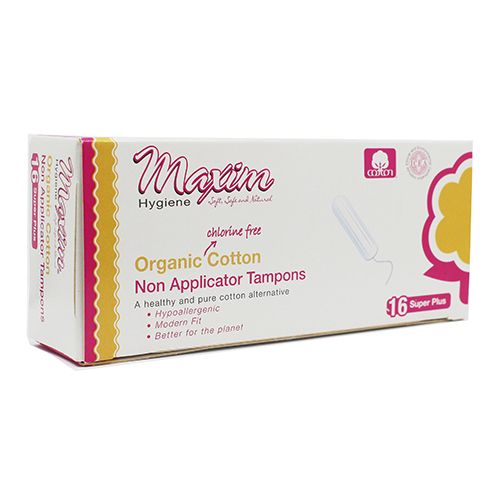 Maxim
Hygiene
Soft, Safe and Natural
chlorine free
Organic Cotton
Non Applicator Tampons
A healthy and pure cotton alternative
• Hypoallergenic
• Modern Fit
• Better for the planet
COTTON
16 Super Plus
Maxim
Organic Cotton
Non Applicator Tampons
16 Super Plus